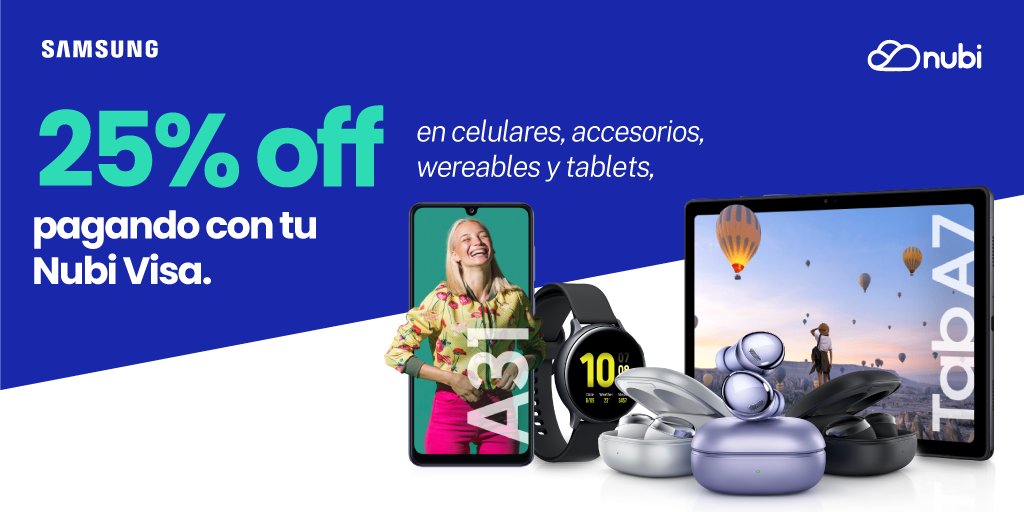 SAMSUNG
nubi
25% off
en celulares, accesorios,
wereables y tablets,
pagando con tu
Nubi Visa.
A31
10
Tab A7